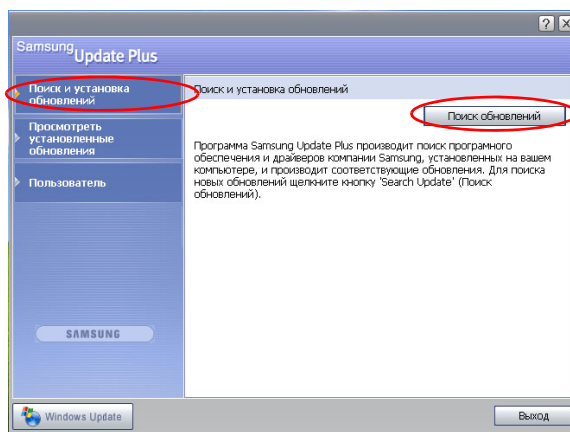 Samsung Update Plus
Поиск и установка
обновлений
Просмотреть
установленные
обновления
Пользователь
SAMSUNG
Windows Update
Поиск и установка обновлений
Поиск обновлений
Программа Samsung Update Plus производит поиск програмного
обеспечения и драйверов компании Samsung, установленных на вашем
компьютере, и производит соответствующие обновления. Для поиска
новых обновлений щелкните кнопку 'Search Update' (Поиск
обновлений).
Выход